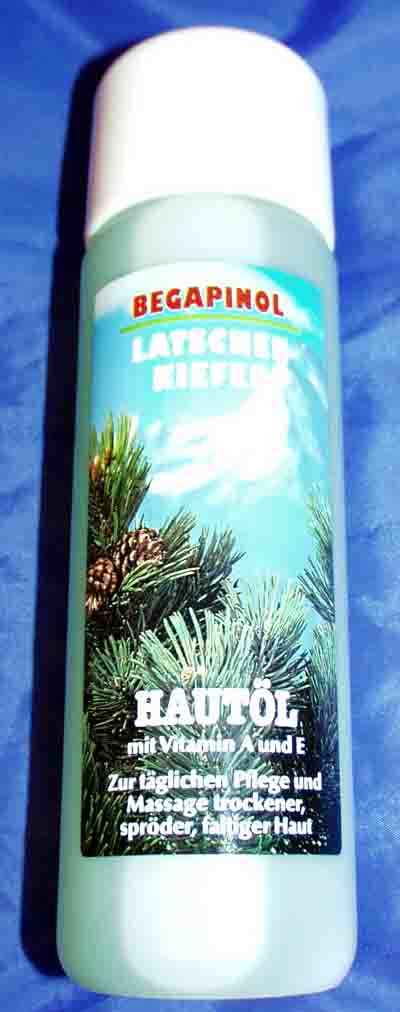 BEGAPINOL
LATSCHEN-
KIEFER
HAUTÖL
mit Vitamin A und E
Zur täglichen Pflege und
Massage trockener,
spröder, faltiger Haut